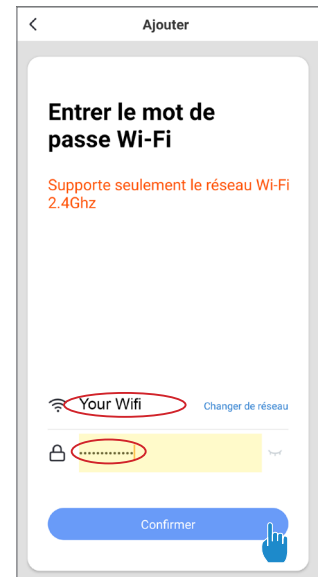 Ajouter
Entrer le mot de
passe Wi-Fi
Supporte seulement le réseau Wi-Fi
2.4Ghz
Your Wifi
Changer de réseau
•••••••••••••
Confirmer